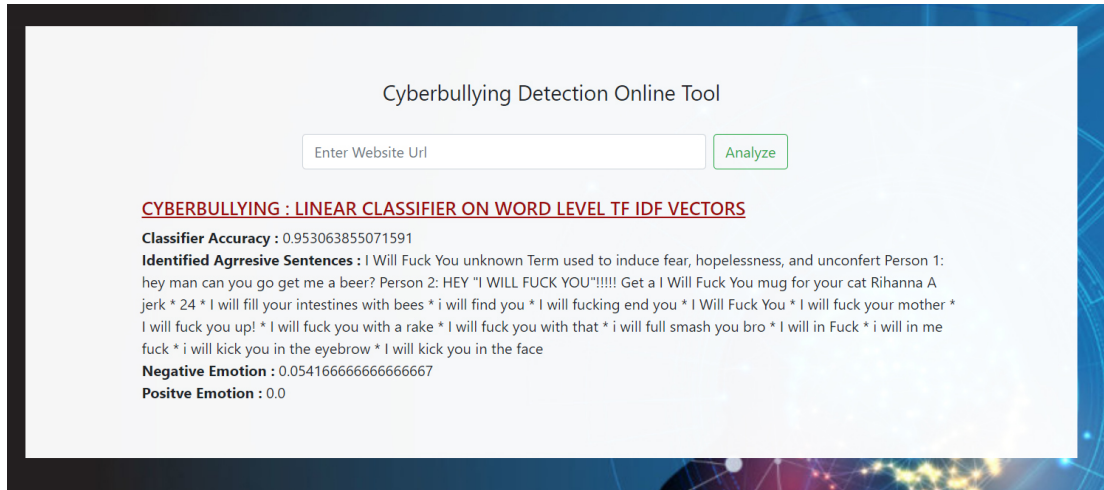 Cyberbullying Detection Online Tool
Enter Website Url
Analyze
CYBERBULLYING : LINEAR CLASSIFIER ON WORD LEVEL TF IDF VECTORS
Classifier Accuracy : 0.953063855071591
Identified Agrresive Sentences : I Will Fuck You unknown Term used to induce fear, hopelessness, and unconfert Person 1:
hey man can you go get me a beer? Person 2: HEY "I WILL FUCK YOU"!!!!! Get a I Will Fuck You mug for your cat Rihanna A
jerk * 24 * I will fill your intestines with bees * i will find you * I will fucking end you * I Will Fuck You * I will fuck your mother *
I will fuck you up! * I will fuck you with a rake * I will fuck you with that * i will full smash you bro * I will in Fuck * i will in me
fuck * i will kick you in the eyebrow * I will kick you in the face
Negative Emotion : 0.054166666666666667
Positve Emotion : 0.0